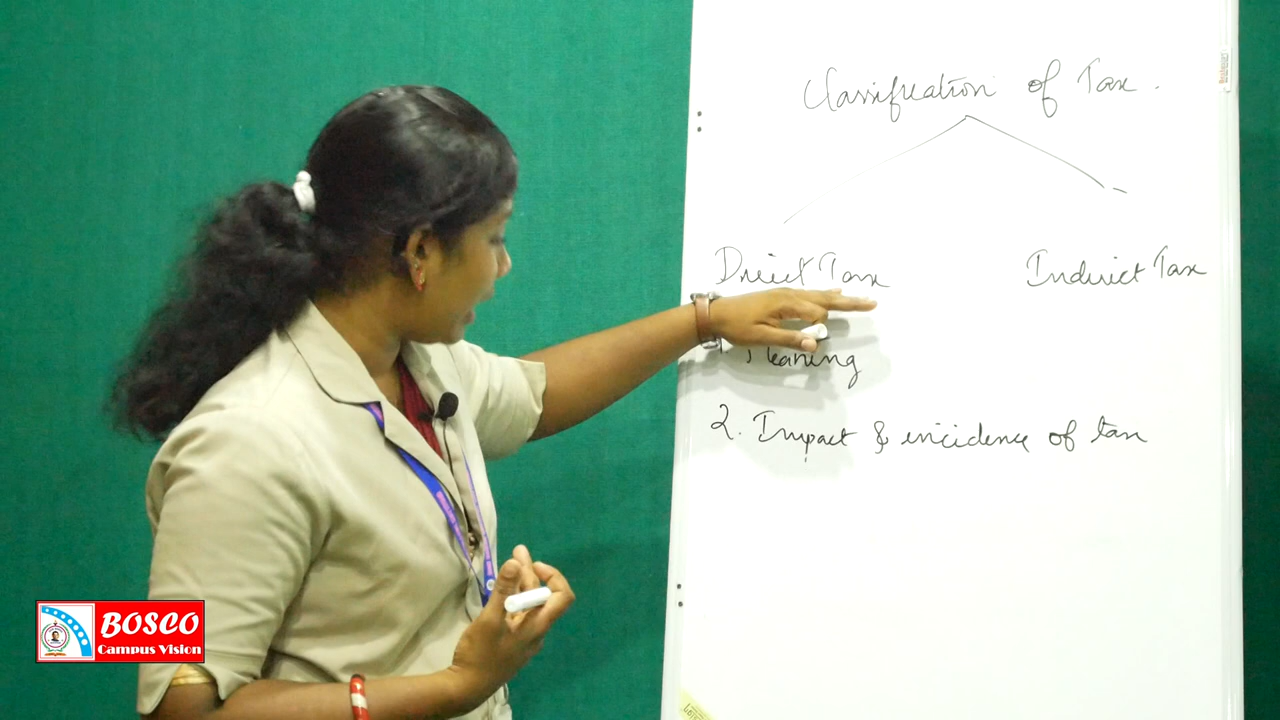 Classification of Tax.
Direct Tax
Indirect Tax
Meaning
2. Impact & incidence of tax
BOSCO
Campus Vision